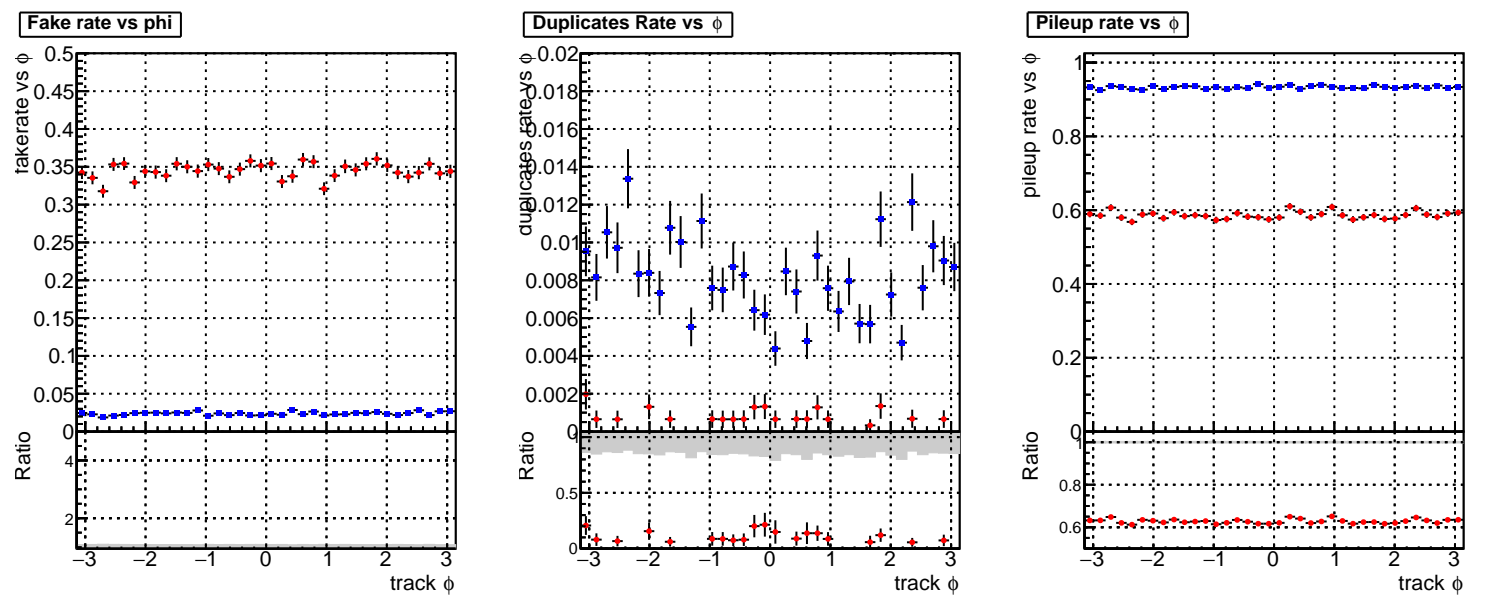 Fake rate vs phi
fakerate vs ϕ
0.5
0.45
0.4
0.35
0.3
0.25
0.2
0.15
0.1
0.05
0
Ratio
4
2
−3 −2 −1 0 1 2 3
track ϕ
Duplicates Rate vs ϕ
duplicates rate vs ϕ
0.02
0.018
0.016
0.014
0.012
0.01
0.008
0.006
0.004
0.002
0
Ratio
1
0.5
0
−3 −2 −1 0 1 2 3
track ϕ
Pileup rate vs ϕ
pileup rate vs ϕ
1
0.8
0.6
0.4
0.2
0
Ratio
1
0.8
0.6
−3 −2 −1 0 1 2 3
track ϕ